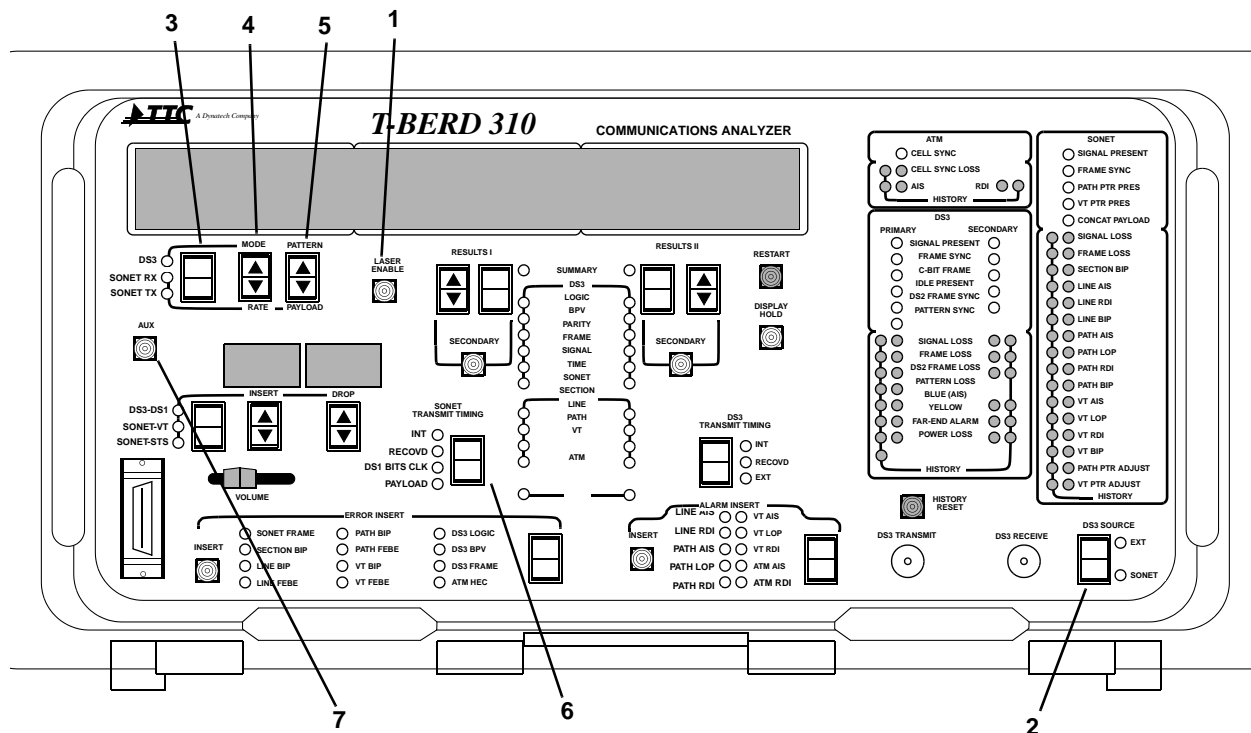 3 4 5 1
TTC A Dynatech Company
T-BERD 310
COMMUNICATIONS ANALYZER
MODE
PATTERN
DS3
SONET RX
SONET TX
RATE
PAYLOAD
LASER
ENABLE
AUX
RESULTS I
SECONDARY
SUMMARY
DS3
LOGIC
BPV
PARITY
FRAME
SIGNAL
TIME
SONET
SECTION
LINE
PATH
VT
ATM
RESULTS II
SECONDARY
RESTART
DISPLAY
HOLD
INSERT
DROP
DS3-DS1
SONET-VT
SONET-STS
VOLUME
SONET
TRANSMIT TIMING
INT
RECOVD
DS1 BITS CLK
PAYLOAD
DS3
TRANSMIT TIMING
INT
RECOVD
EXT
ERROR INSERT
INSERT
SONET FRAME
SECTION BIP
LINE BIP
LINE FEBE
PATH BIP
PATH FEBE
VT BIP
VT FEBE
DS3 LOGIC
DS3 BPV
DS3 FRAME
ATM HEC
ALARM INSERT
INSERT
LINE AIS
LINE RDI
PATH AIS
PATH LOP
PATH RDI
VT AIS
VT LOP
VT RDI
ATM AIS
ATM RDI
ATM
CELL SYNC
CELL SYNC LOSS
AIS
RDI
HISTORY
DS3
PRIMARY
SECONDARY
SIGNAL PRESENT
FRAME SYNC
C-BIT FRAME
IDLE PRESENT
DS2 FRAME SYNC
PATTERN SYNC
SIGNAL LOSS
FRAME LOSS
DS2 FRAME LOSS
PATTERN LOSS
BLUE (AIS)
YELLOW
FAR-END ALARM
POWER LOSS
HISTORY
SONET
SIGNAL PRESENT
FRAME SYNC
PATH PTR PRES
VT PTR PRES
CONCAT PAYLOAD
SIGNAL LOSS
FRAME LOSS
SECTION BIP
LINE AIS
LINE RDI
LINE BIP
PATH AIS
PATH LOP
PATH RDI
PATH BIP
VT AIS
VT LOP
VT RDI
VT BIP
PATH PTR ADJUST
VT PTR ADJUST
HISTORY
HISTORY
RESET
DS3 TRANSMIT
DS3 RECEIVE
DS3 SOURCE
EXT
SONET
7 6 2